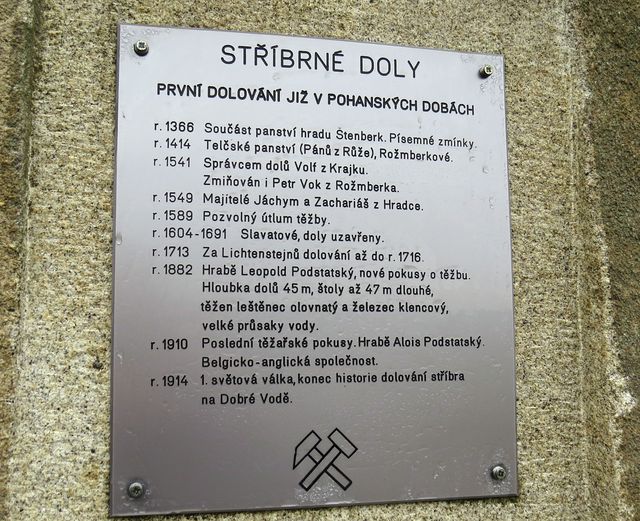 STŘÍBRNÉ DOLY
PRVNÍ DOLOVÁNÍ JIŽ V POHANSKÝCH DOBÁCH
r. 1366 Součást panství hradu Štenberk. Písemné zmínky.
r. 1414 Telčské panství (Pánů z Růže), Rožmberkové.
r. 1541 Správcem dolů Volf z Krajku.
Zmiňován i Petr Vok z Rožmberka.
r. 1549 Majitelé Jáchym a Zachariáš z Hradce.
r. 1589 Pozvolný útlum těžby.
r. 1604-1691 Slavatové, doly uzavřeny.
r. 1713 Za Lichtenstejnů dolování až do r. 1716.
r. 1882 Hrabě Leopold Podstatský, nové pokusy o těžbu.
Hloubka dolů 45 m, štoly až 47 m dlouhé,
těžen leštěnec olovnatý a železec klencový,
velké průsaky vody.
r. 1910 Poslední těžařské pokusy. Hrabě Alois Podstatský.
Belgicko-anglická společnost.
r. 1914 1. světová válka, konec historie dolování stříbra
na Dobré Vodě.